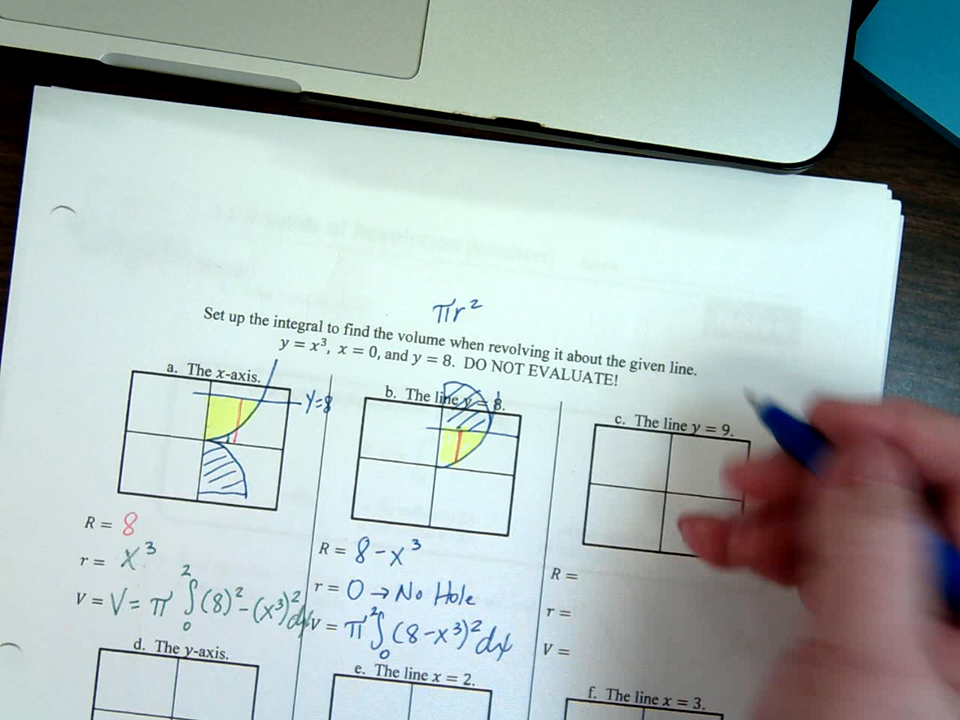 πr²
Set up the integral to find the volume when revolving it about the given line.
y = x³, x = 0, and y = 8. DO NOT EVALUATE!
a. The x-axis.
y=8
R = 8
r = x³
V = V = π ∫₀² (8)² - (x³)² dx
b. The line y = 8.
R = 8 - x³
r = 0 → No Hole
V = π ∫₀² (8 - x³)² dx
c. The line y = 9.
R =
r =
V =
d. The y-axis.
e. The line x = 2.
f. The line x = 3.